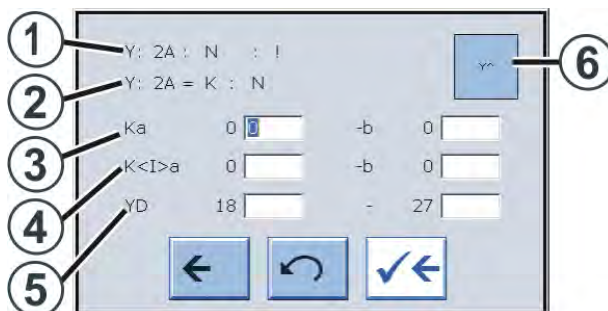 1
Y: 2A : N : !
2
Y: 2A = K : N
3
Ka 0 0 -b 0
4
K<I>a 0 -b 0
5
YD 18 - 27
6
Y^